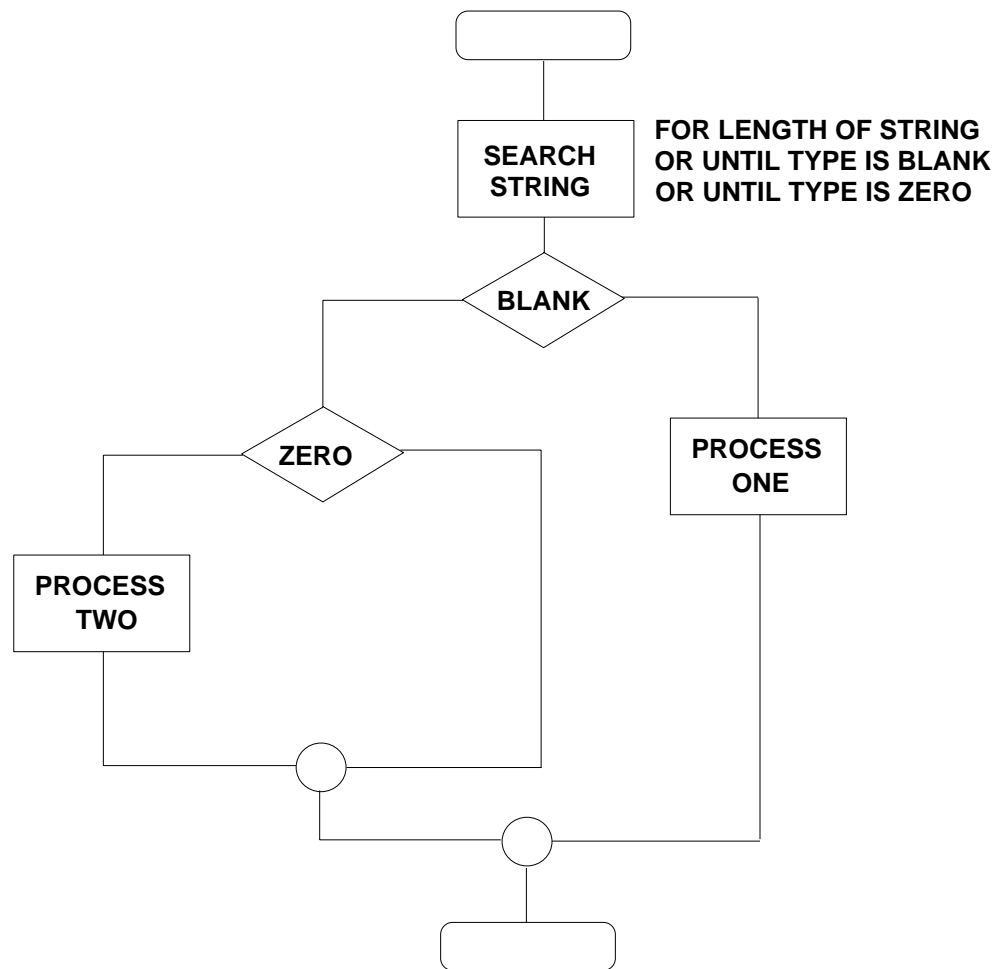 SEARCH
STRING
FOR LENGTH OF STRING
OR UNTIL TYPE IS BLANK
OR UNTIL TYPE IS ZERO
BLANK
ZERO
PROCESS
ONE
PROCESS
TWO